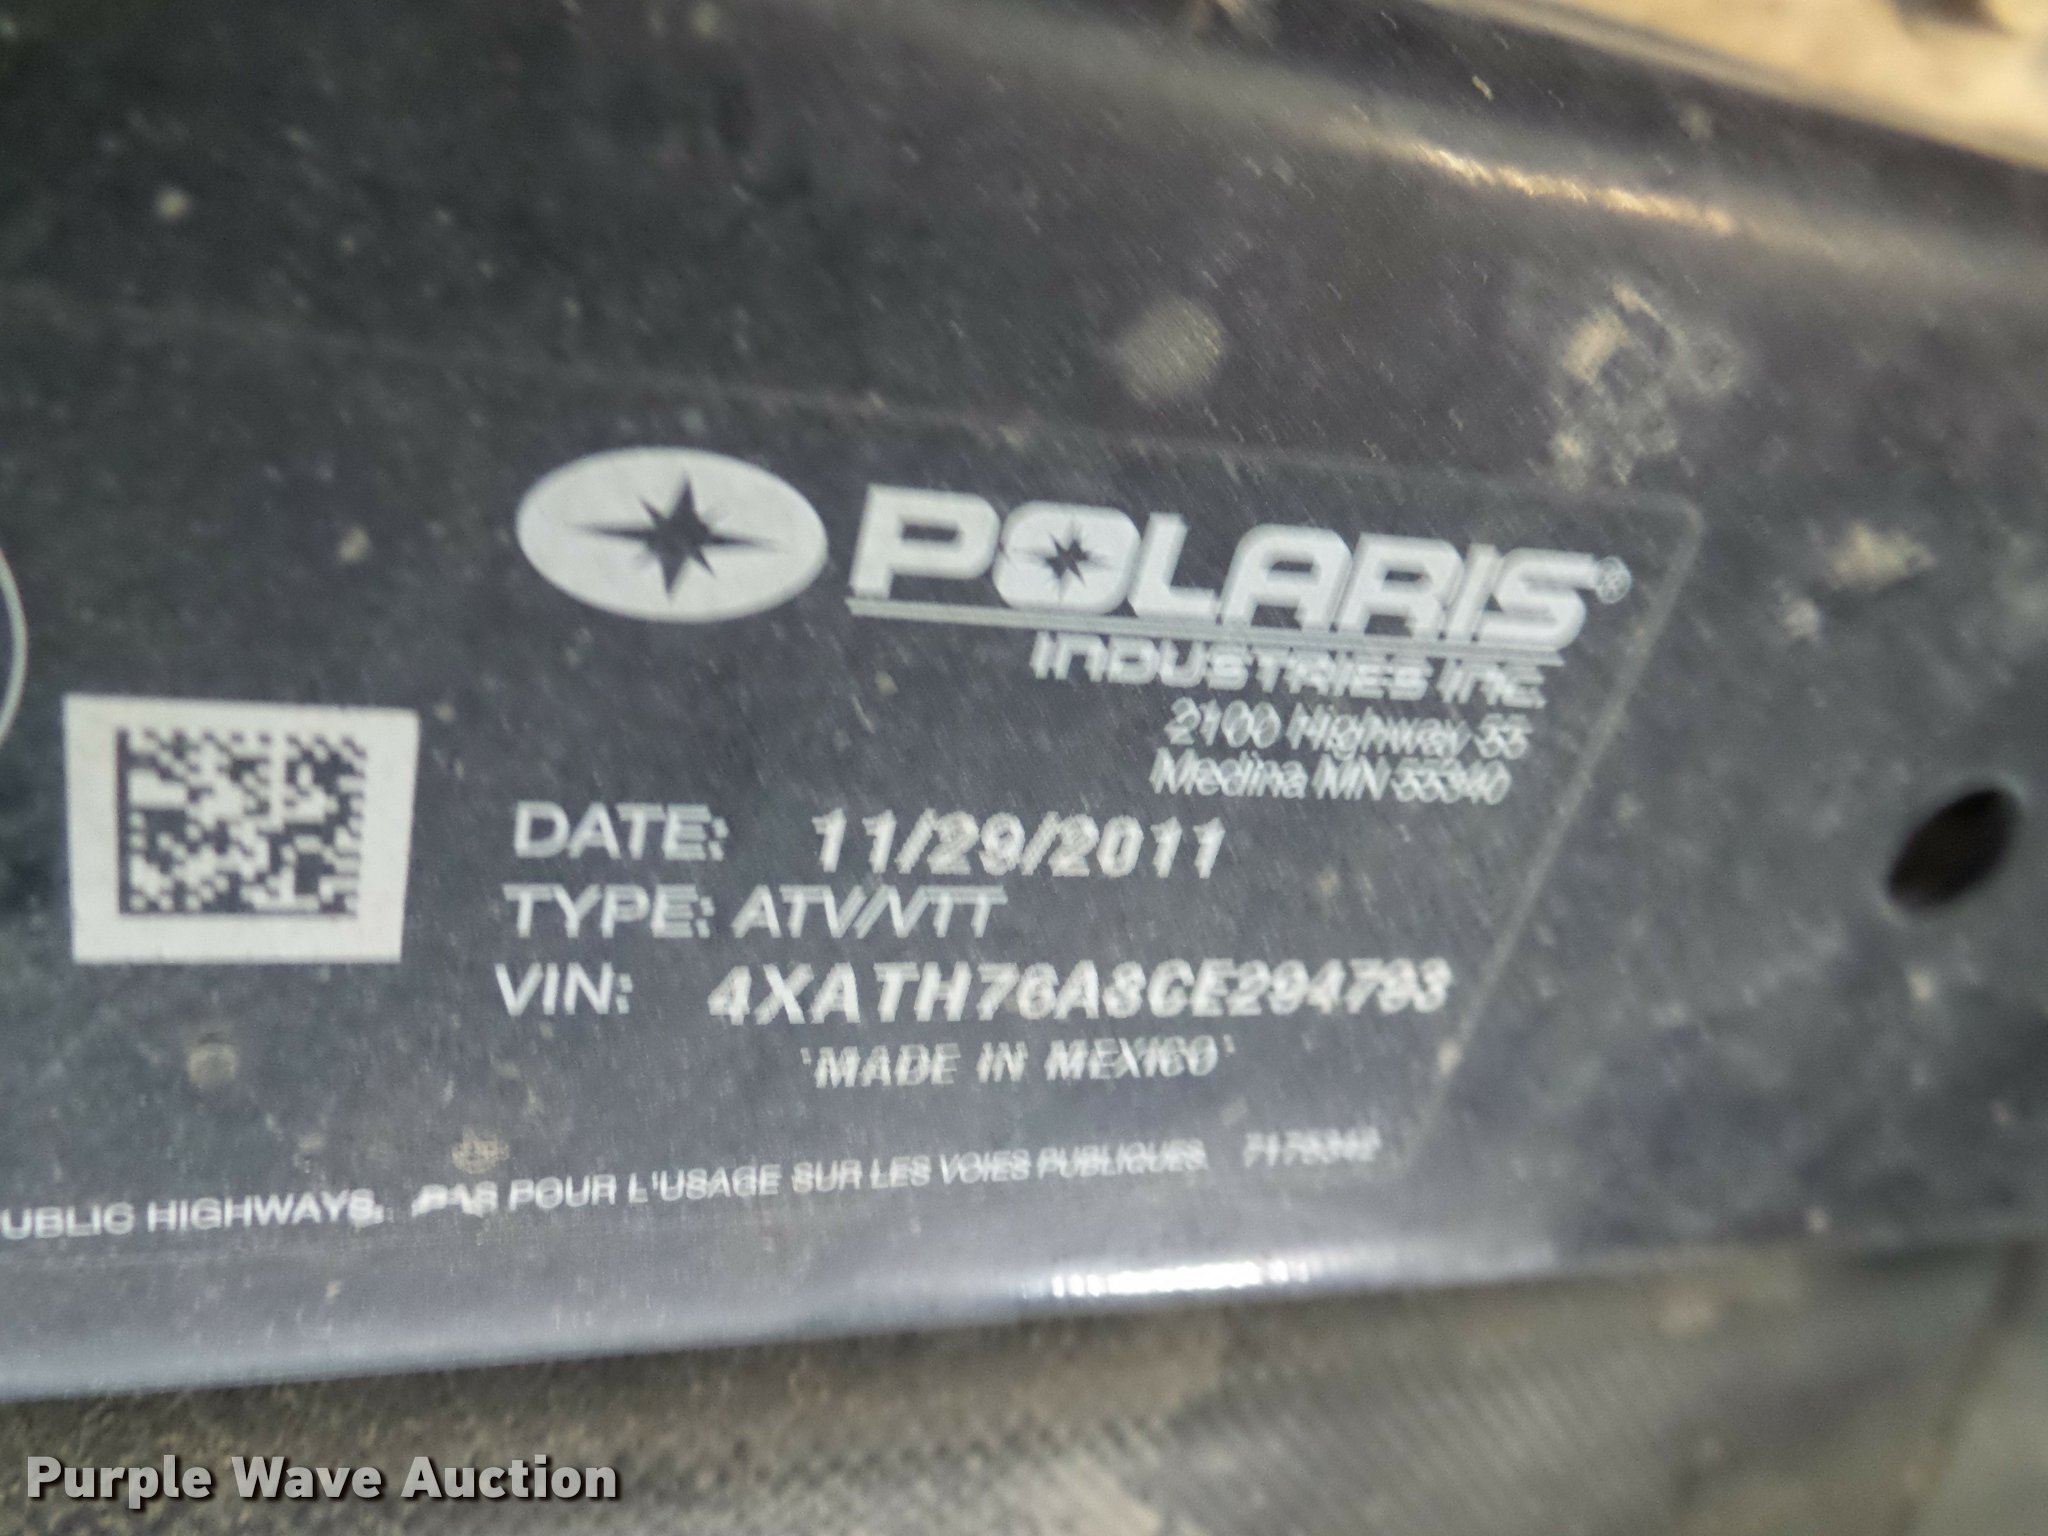 POLARIS®
INDUSTRIES INC.
2100 Highway 55
Medina MN 55340
DATE: 11/29/2011
TYPE: ATV/VTT
VIN: 4XATH76A8CE294793
'MADE IN MEXICO'
UBLIC HIGHWAYS. PAS POUR L'USAGE SUR LES VOIES PUBLIQUES.
Purple Wave Auction